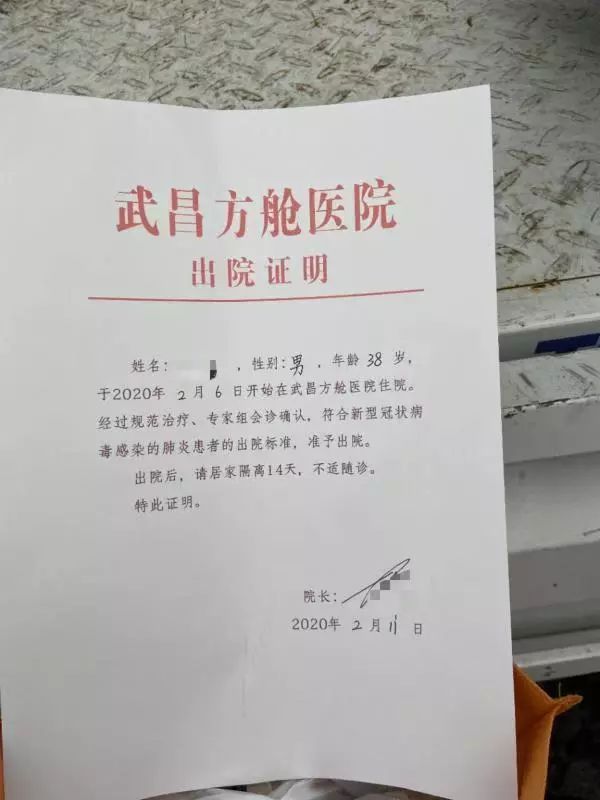 武昌方舱医院
出院证明
姓名: ，性别:男，年龄38岁，
于2020年 2月 6日开始在武昌方舱医院住院。
经过规范治疗、专家组会诊确认，符合新型冠状病
毒感染的肺炎患者的出院标准，准予出院。
出院后，请居家隔离14天，不适随诊。
特此证明。
院长:
2020年 2月 11日